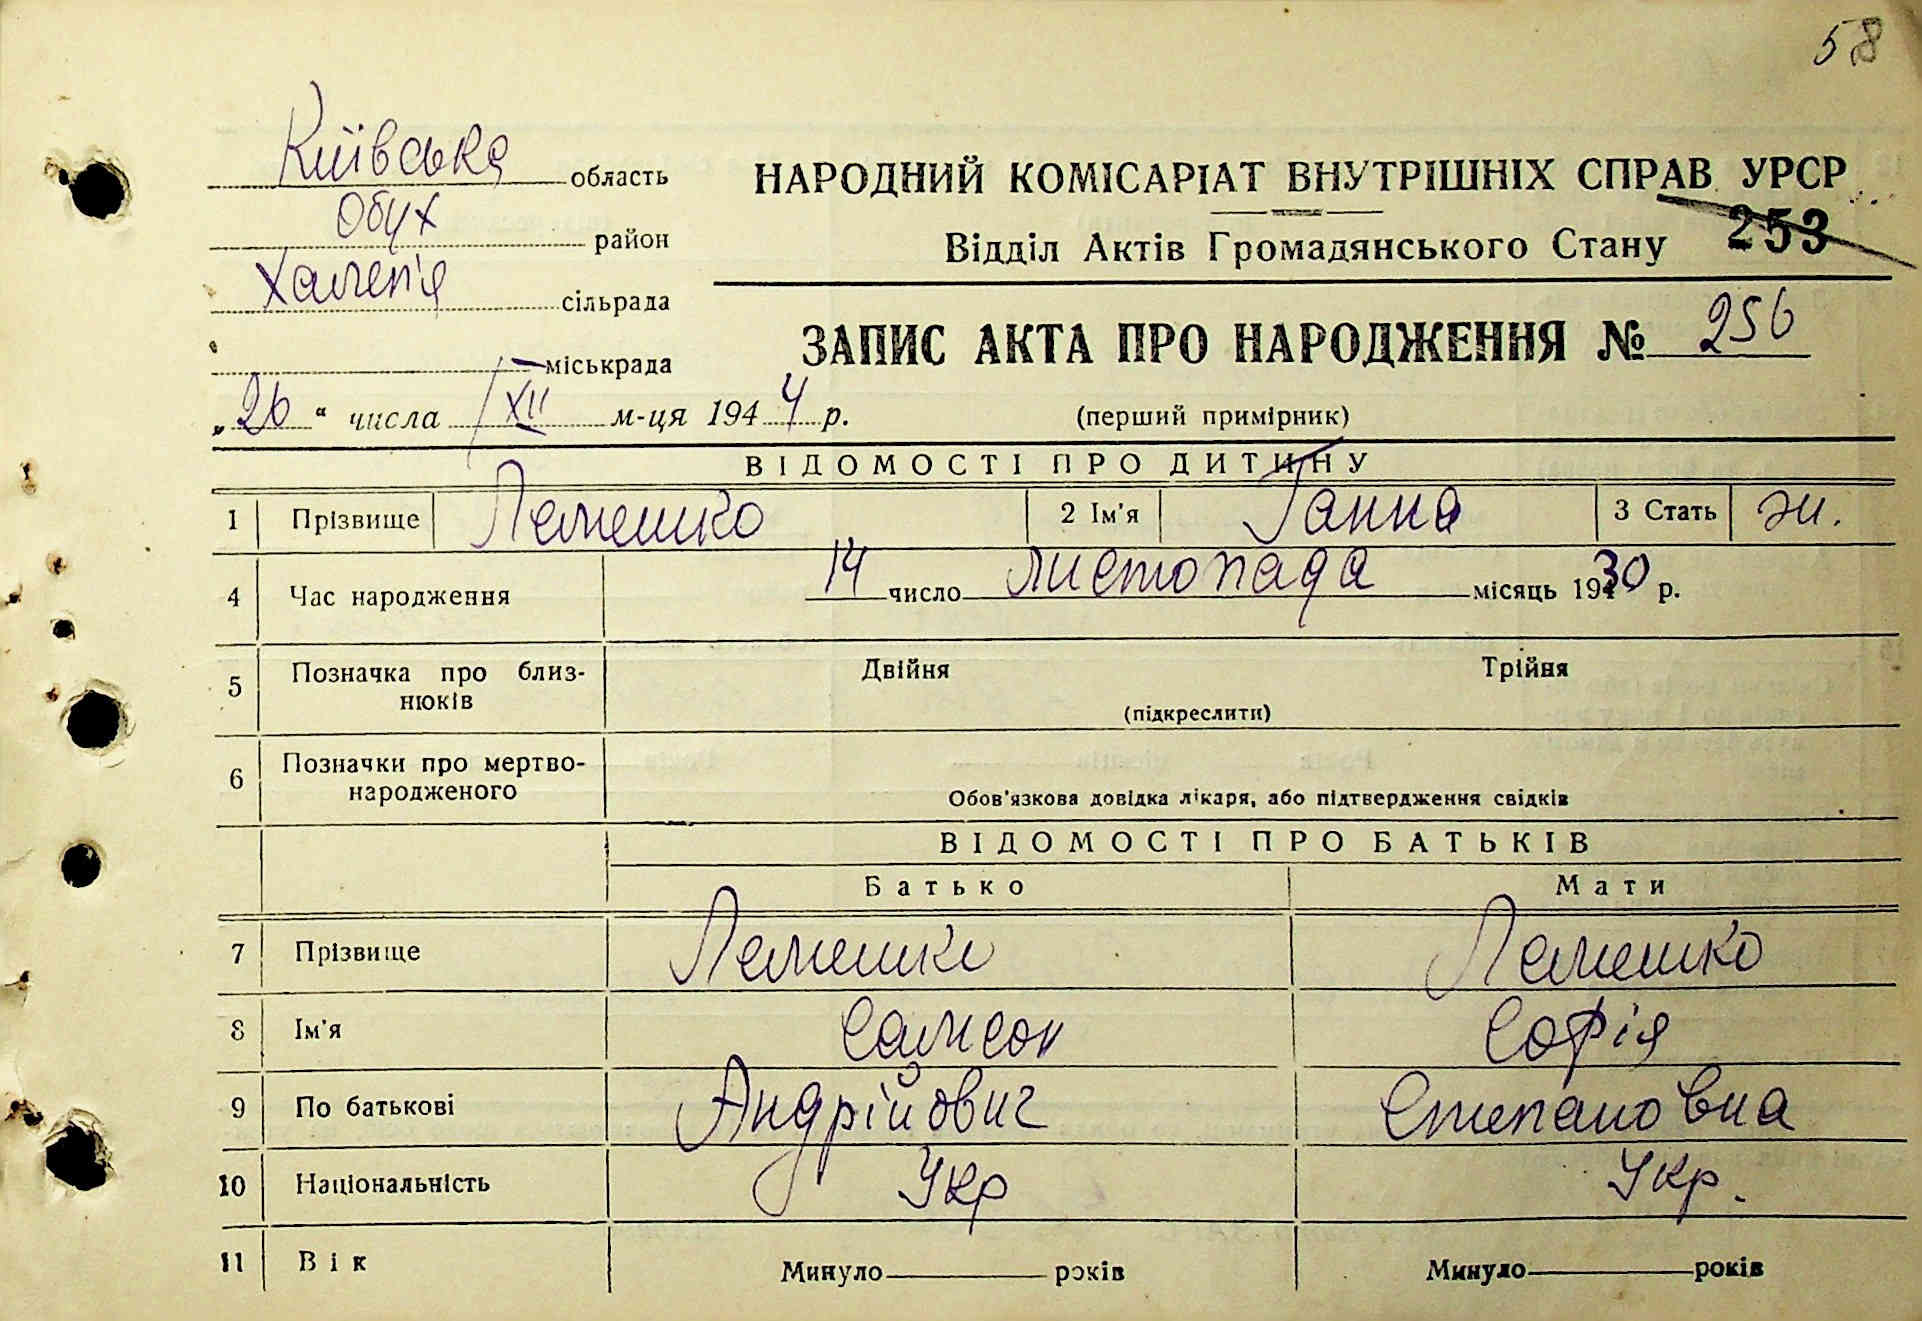 58
Київська область
Обух район
Халеп'я сільрада
міськрада
НАРОДНИЙ КОМІСАРІАТ ВНУТРІШНІХ СПРАВ УРСР
Відділ Актів Громадянського Стану 253
ЗАПИС АКТА ПРО НАРОДЖЕННЯ № 256
„26“ числа XII м-ця 1944 р. (перший примірник)
ВІДОМОСТІ ПРО ДИТИНУ
1 Прізвище Лемешко 2 Ім'я Ганна 3 Стать ж.
4 Час народження 14 число листопада місяць 1930 р.
5 Позначка про близ-нюків Двійня Трійня
(підкреслити)
6 Позначки про мертво-народженого Обов'язкова довідка лікаря, або підтвердження свідків
ВІДОМОСТІ ПРО БАТЬКІВ
Батько Мати
7 Прізвище Лемешко Лемешко
8 Ім'я Самсон Софія
9 По батькові Андрійович Степановна
10 Національність Укр Укр.
11 Вік Минуло років Минуло років